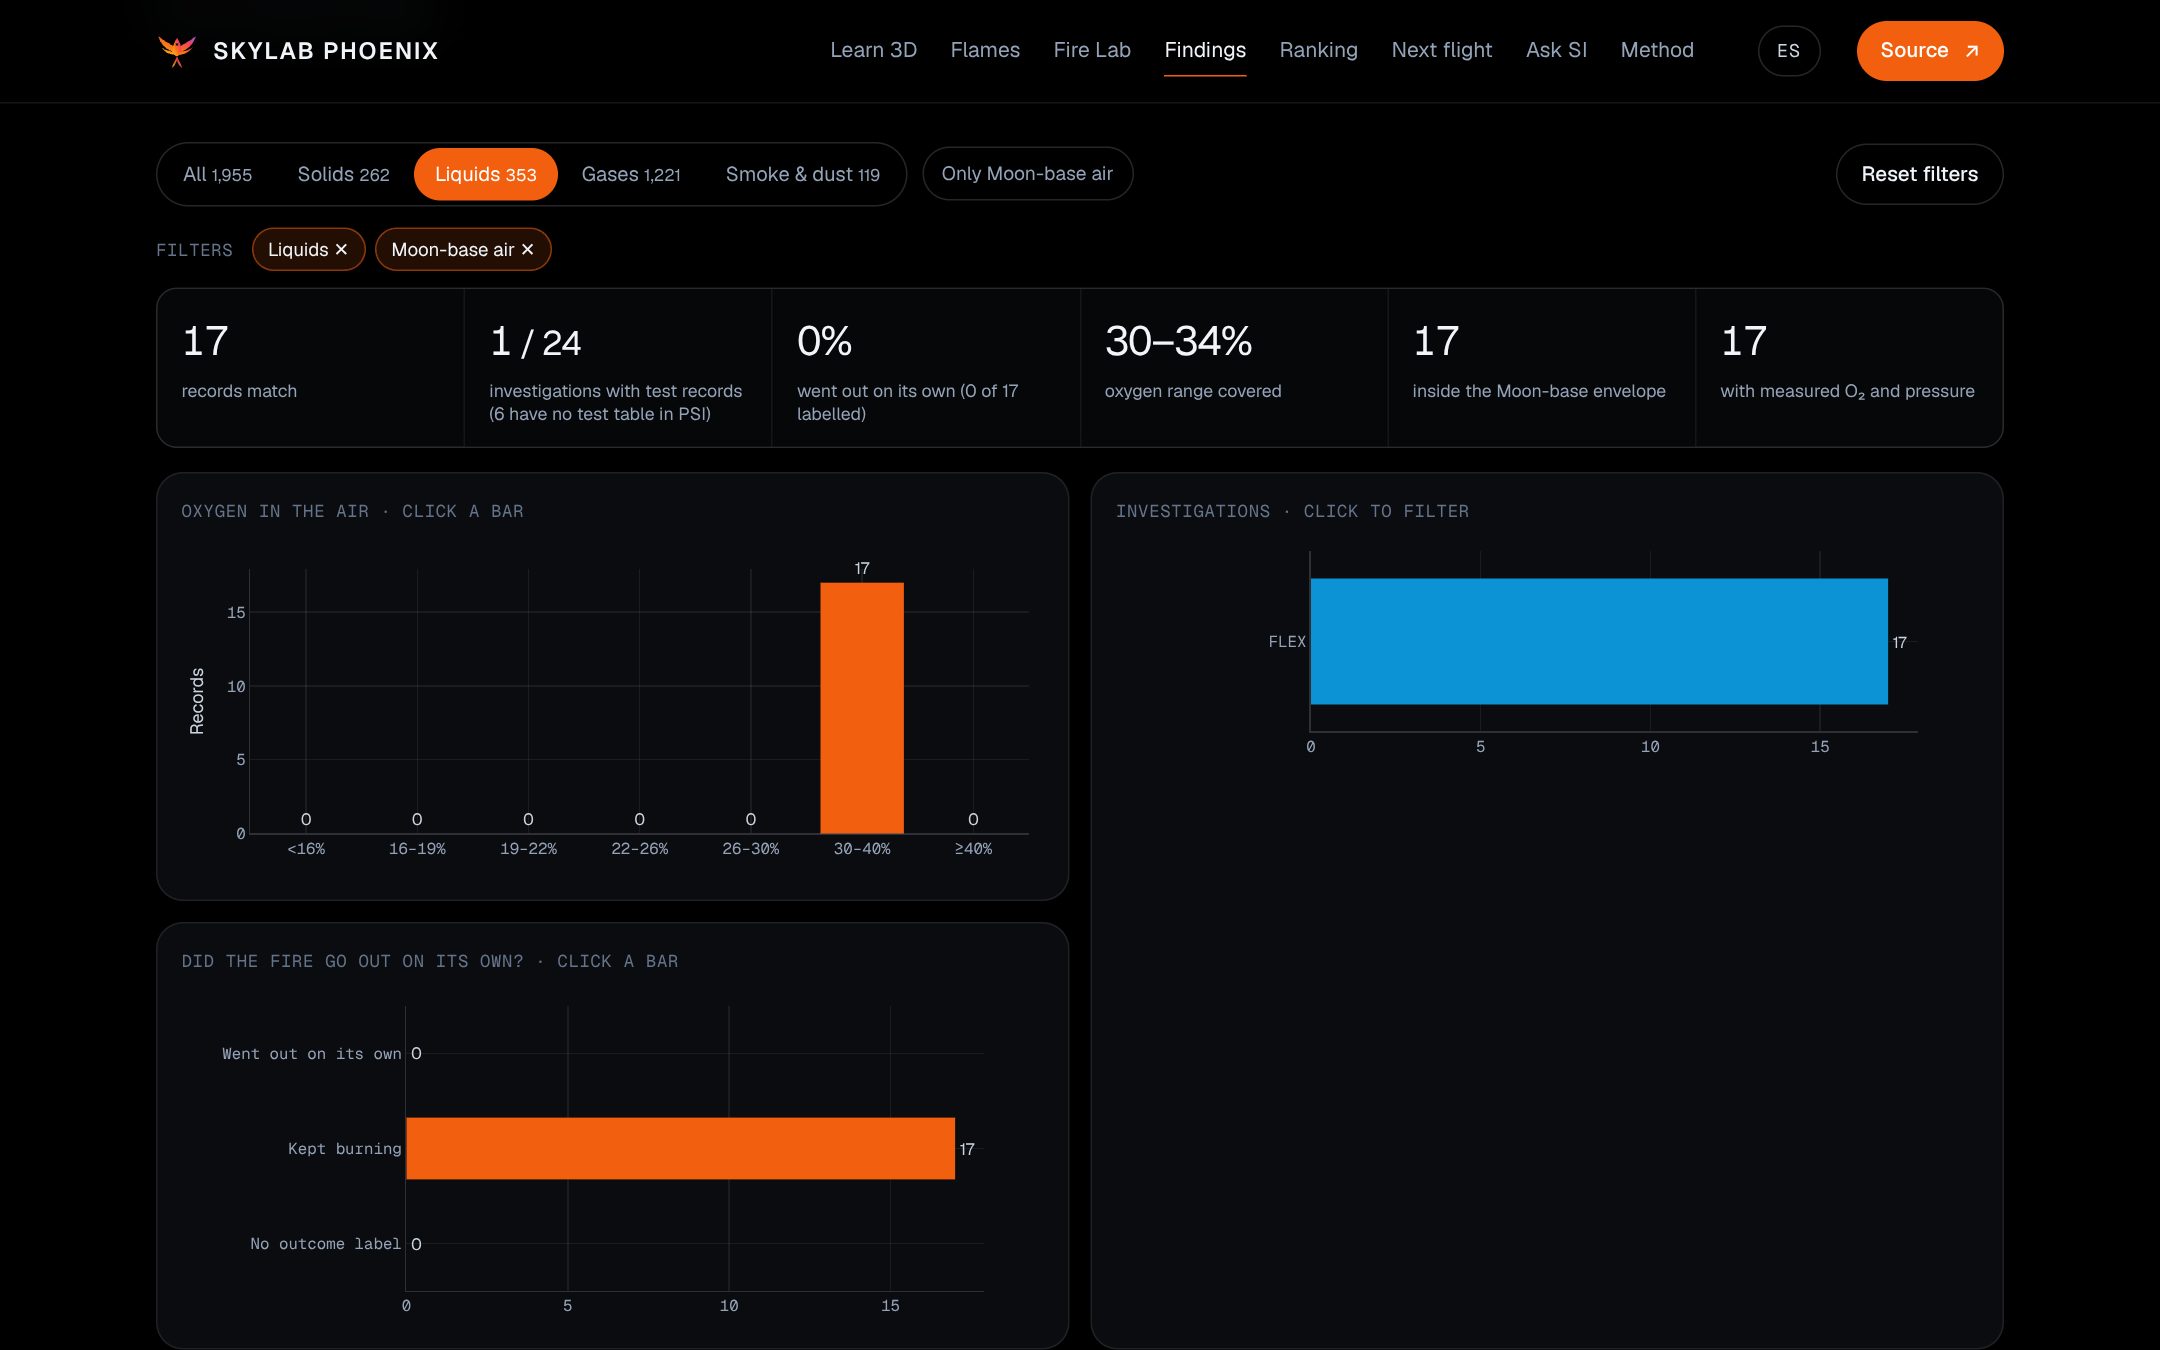 SKYLAB PHOENIX
Learn 3D
Flames
Fire Lab
Findings
Ranking
Next flight
Ask SI
Method
ES
Source ↗
All 1,955
Solids 262
Liquids 353
Gases 1,221
Smoke & dust 119
Only Moon-base air
Reset filters
FILTERS
Liquids ✕
Moon-base air ✕
17
records match
1 / 24
investigations with test records
(6 have no test table in PSI)
0%
went out on its own (0 of 17
labelled)
30–34%
oxygen range covered
17
inside the Moon-base envelope
17
with measured O₂ and pressure
OXYGEN IN THE AIR · CLICK A BAR
Records
15
10
5
0
0
0
0
0
0
17
0
<16%
16-19%
19-22%
22-26%
26-30%
30-40%
≥40%
INVESTIGATIONS · CLICK TO FILTER
FLEX
17
0
5
10
15
DID THE FIRE GO OUT ON ITS OWN? · CLICK A BAR
Went out on its own
0
Kept burning
17
No outcome label
0
0
5
10
15